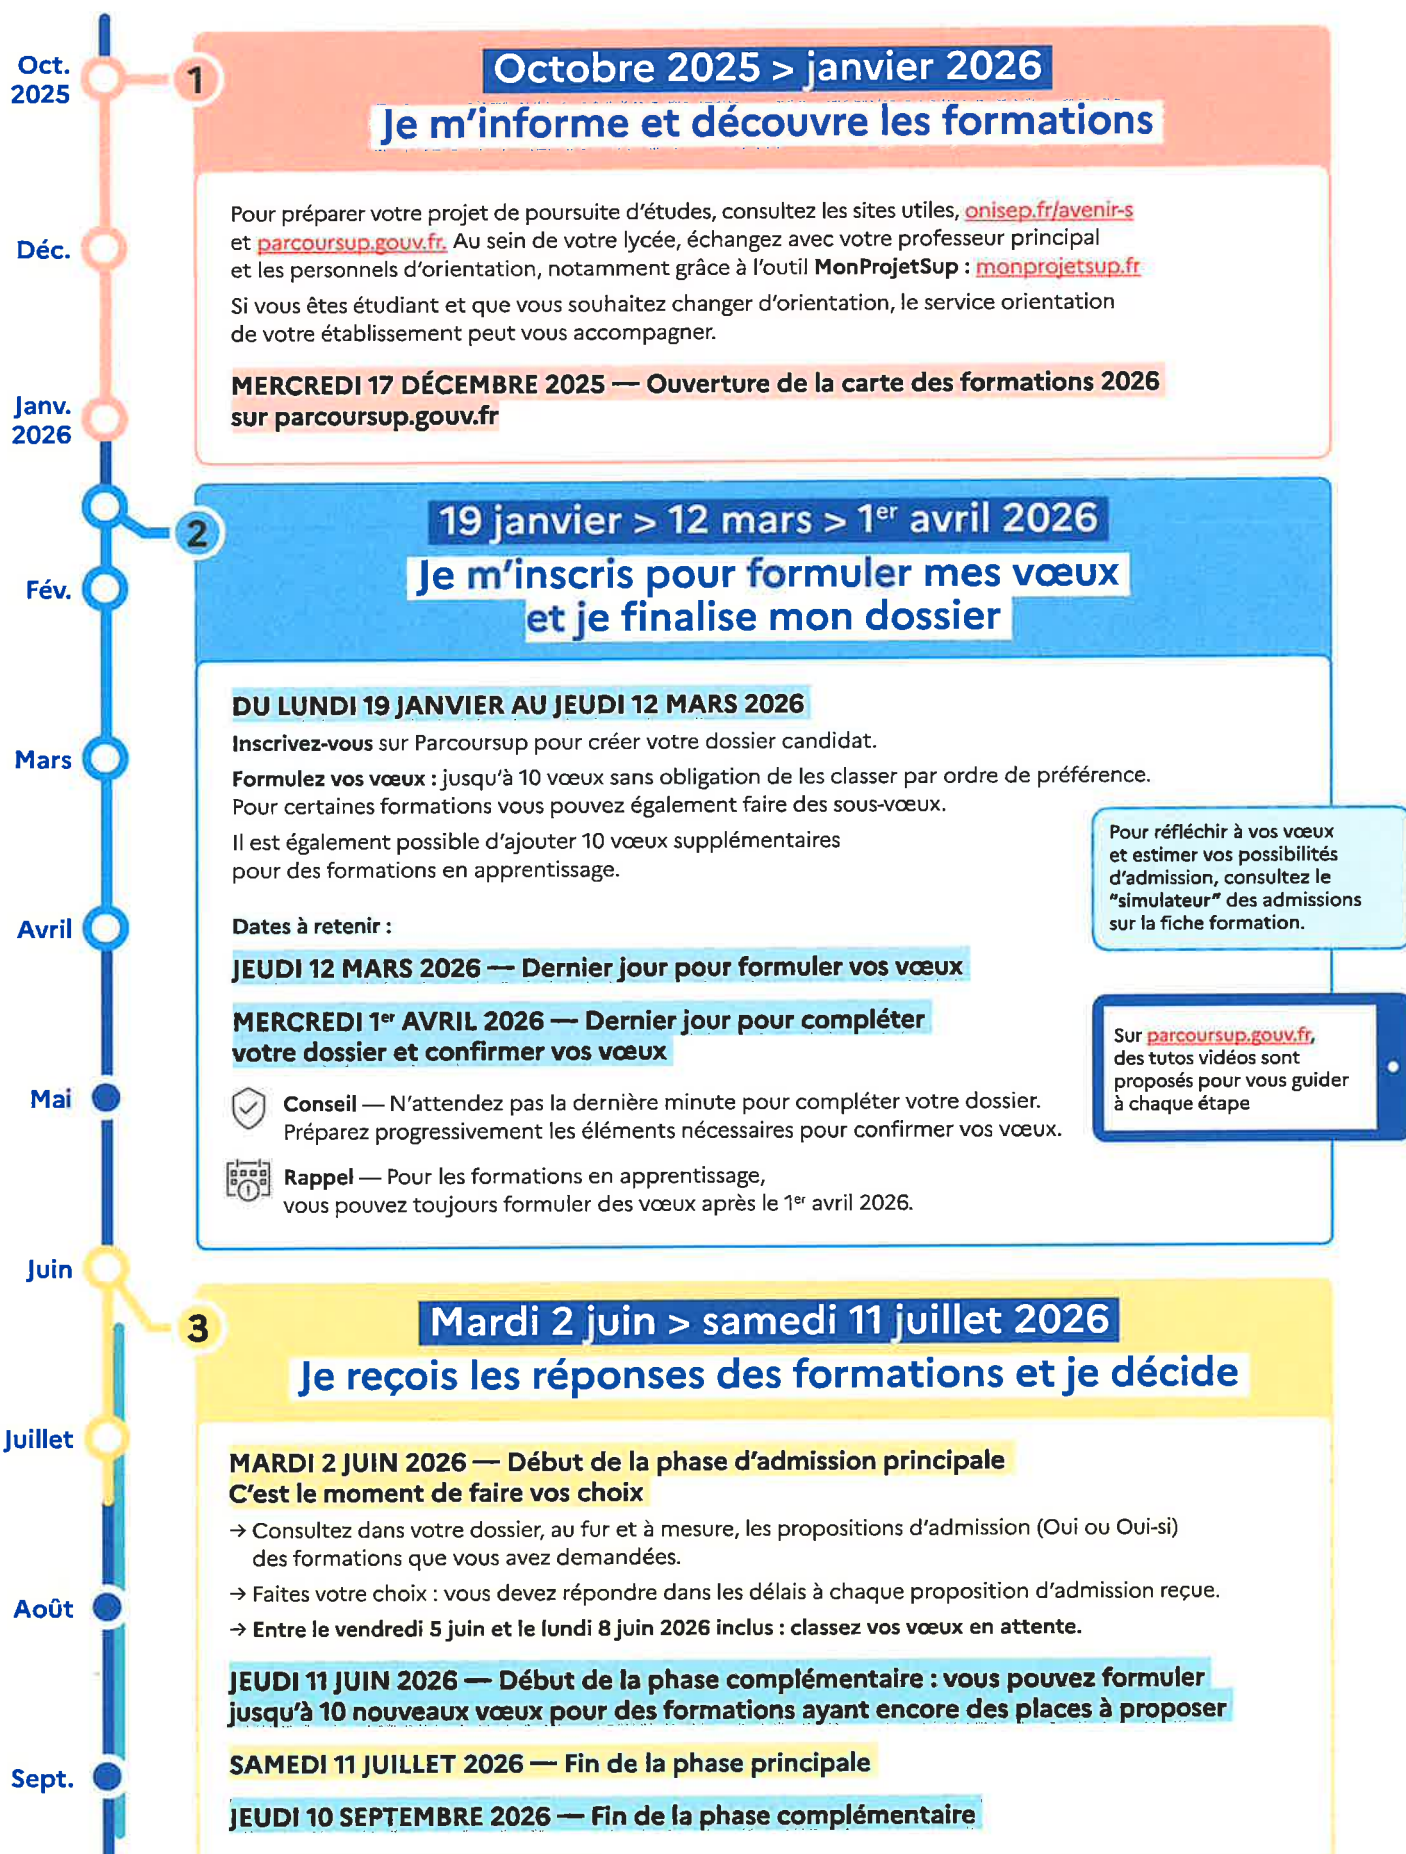 Oct.
2025
Déc.
Janv.
2026
Fév.
Mars
Avril
Mai
Juin
Juillet
Août
Sept.
1
Octobre 2025 > janvier 2026
Je m’informe et découvre les formations
Pour préparer votre projet de poursuite d’études, consultez les sites utiles, onisep.fr/avenir-s
et parcoursup.gouv.fr. Au sein de votre lycée, échangez avec votre professeur principal
et les personnels d’orientation, notamment grâce à l’outil MonProjetSup : monprojetsup.fr
Si vous êtes étudiant et que vous souhaitez changer d’orientation, le service orientation
de votre établissement peut vous accompagner.
MERCREDI 17 DÉCEMBRE 2025 — Ouverture de la carte des formations 2026
sur parcoursup.gouv.fr
2
19 janvier > 12 mars > 1er avril 2026
Je m’inscris pour formuler mes vœux
et je finalise mon dossier
DU LUNDI 19 JANVIER AU JEUDI 12 MARS 2026
Inscrivez-vous sur Parcoursup pour créer votre dossier candidat.
Formulez vos vœux : jusqu’à 10 vœux sans obligation de les classer par ordre de préférence.
Pour certaines formations vous pouvez également faire des sous-vœux.
Il est également possible d’ajouter 10 vœux supplémentaires
pour des formations en apprentissage.
Pour réfléchir à vos vœux
et estimer vos possibilités
d’admission, consultez le
“simulateur” des admissions
sur la fiche formation.
Dates à retenir :
JEUDI 12 MARS 2026 — Dernier jour pour formuler vos vœux
MERCREDI 1er AVRIL 2026 — Dernier jour pour compléter
votre dossier et confirmer vos vœux
Sur parcoursup.gouv.fr,
des tutos vidéos sont
proposés pour vous guider
à chaque étape
Conseil — N’attendez pas la dernière minute pour compléter votre dossier.
Préparez progressivement les éléments nécessaires pour confirmer vos vœux.
Rappel — Pour les formations en apprentissage,
vous pouvez toujours formuler des vœux après le 1er avril 2026.
3
Mardi 2 juin > samedi 11 juillet 2026
Je reçois les réponses des formations et je décide
MARDI 2 JUIN 2026 — Début de la phase d’admission principale
C’est le moment de faire vos choix
→ Consultez dans votre dossier, au fur et à mesure, les propositions d’admission (Oui ou Oui-si)
des formations que vous avez demandées.
→ Faites votre choix : vous devez répondre dans les délais à chaque proposition d’admission reçue.
→ Entre le vendredi 5 juin et le lundi 8 juin 2026 inclus : classez vos vœux en attente.
JEUDI 11 JUIN 2026 — Début de la phase complémentaire : vous pouvez formuler
jusqu’à 10 nouveaux vœux pour des formations ayant encore des places à proposer
SAMEDI 11 JUILLET 2026 — Fin de la phase principale
JEUDI 10 SEPTEMBRE 2026 — Fin de la phase complémentaire